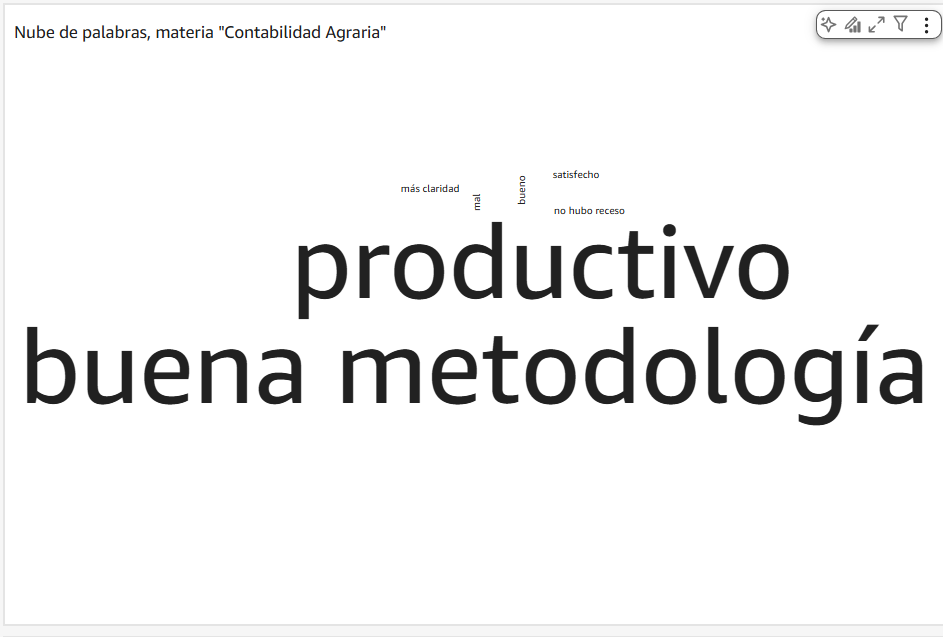 Nube de palabras, materia "Contabilidad Agraria"
satisfecho
más claridad
mal
bueno
no hubo receso
productivo
buena metodología